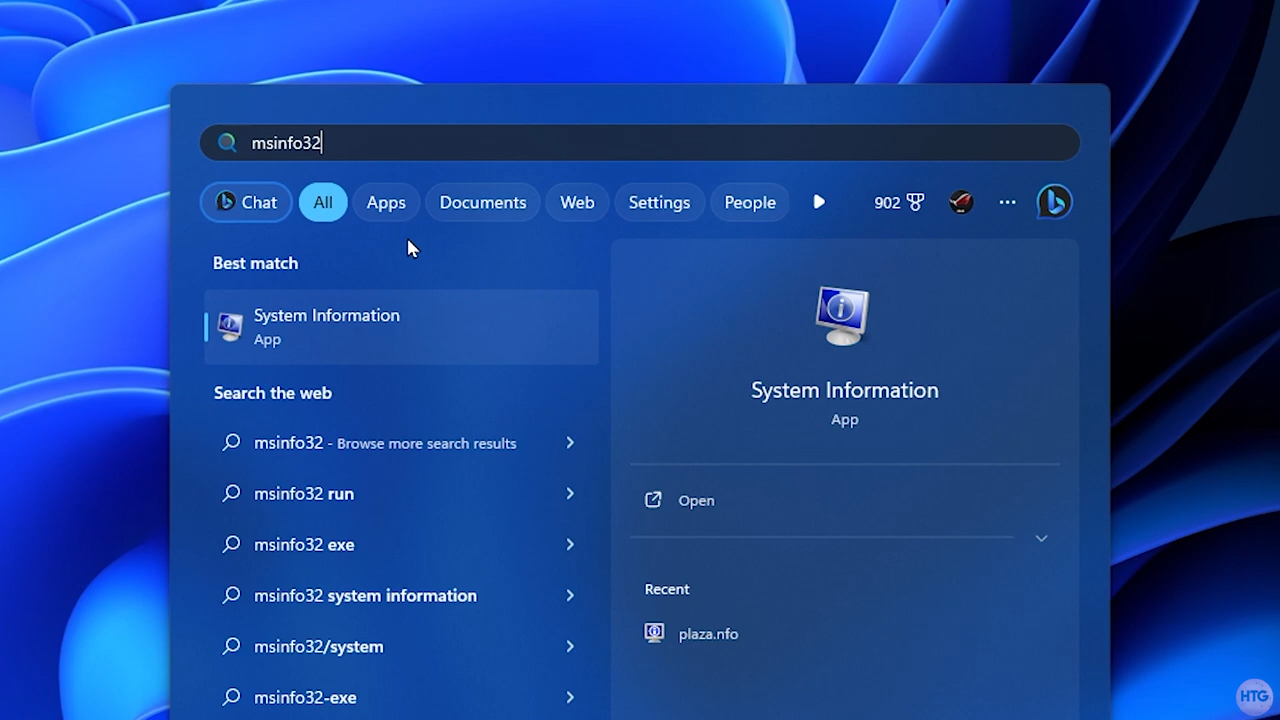 msinfo32
Chat All Apps Documents Web Settings People 902
Best match
System Information
App
Search the web
msinfo32 - Browse more search results
msinfo32 run
msinfo32 exe
msinfo32 system information
msinfo32/system
msinfo32-exe
System Information
App
Open
Recent
plaza.nfo
HTG